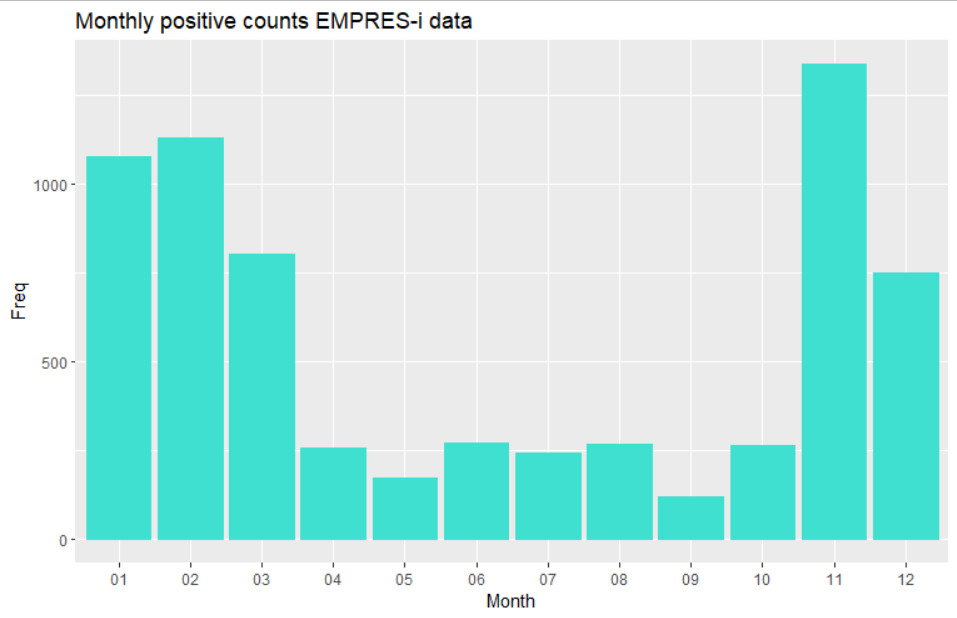 Monthly positive counts EMPRES-i data
1000
500
0
Freq
01 02 03 04 05 06 07 08 09 10 11 12
Month